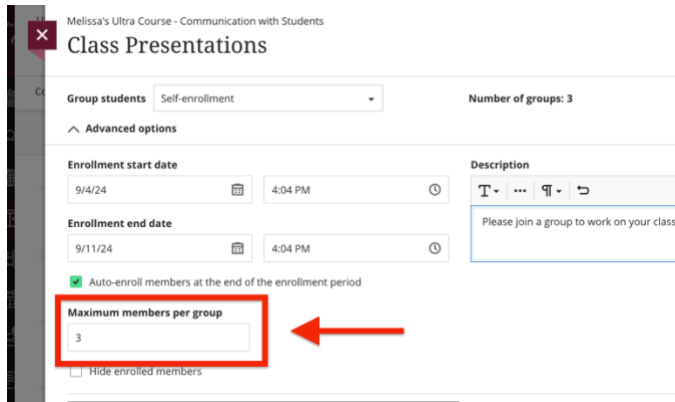 Melissa's Ultra Course - Communication with Students
Class Presentations
Group students Self-enrollment Number of groups: 3
Advanced options
Enrollment start date Description
9/4/24 4:04 PM T ... ¶
Enrollment end date Please join a group to work on your class
9/11/24 4:04 PM
Auto-enroll members at the end of the enrollment period
Maximum members per group
3
Hide enrolled members